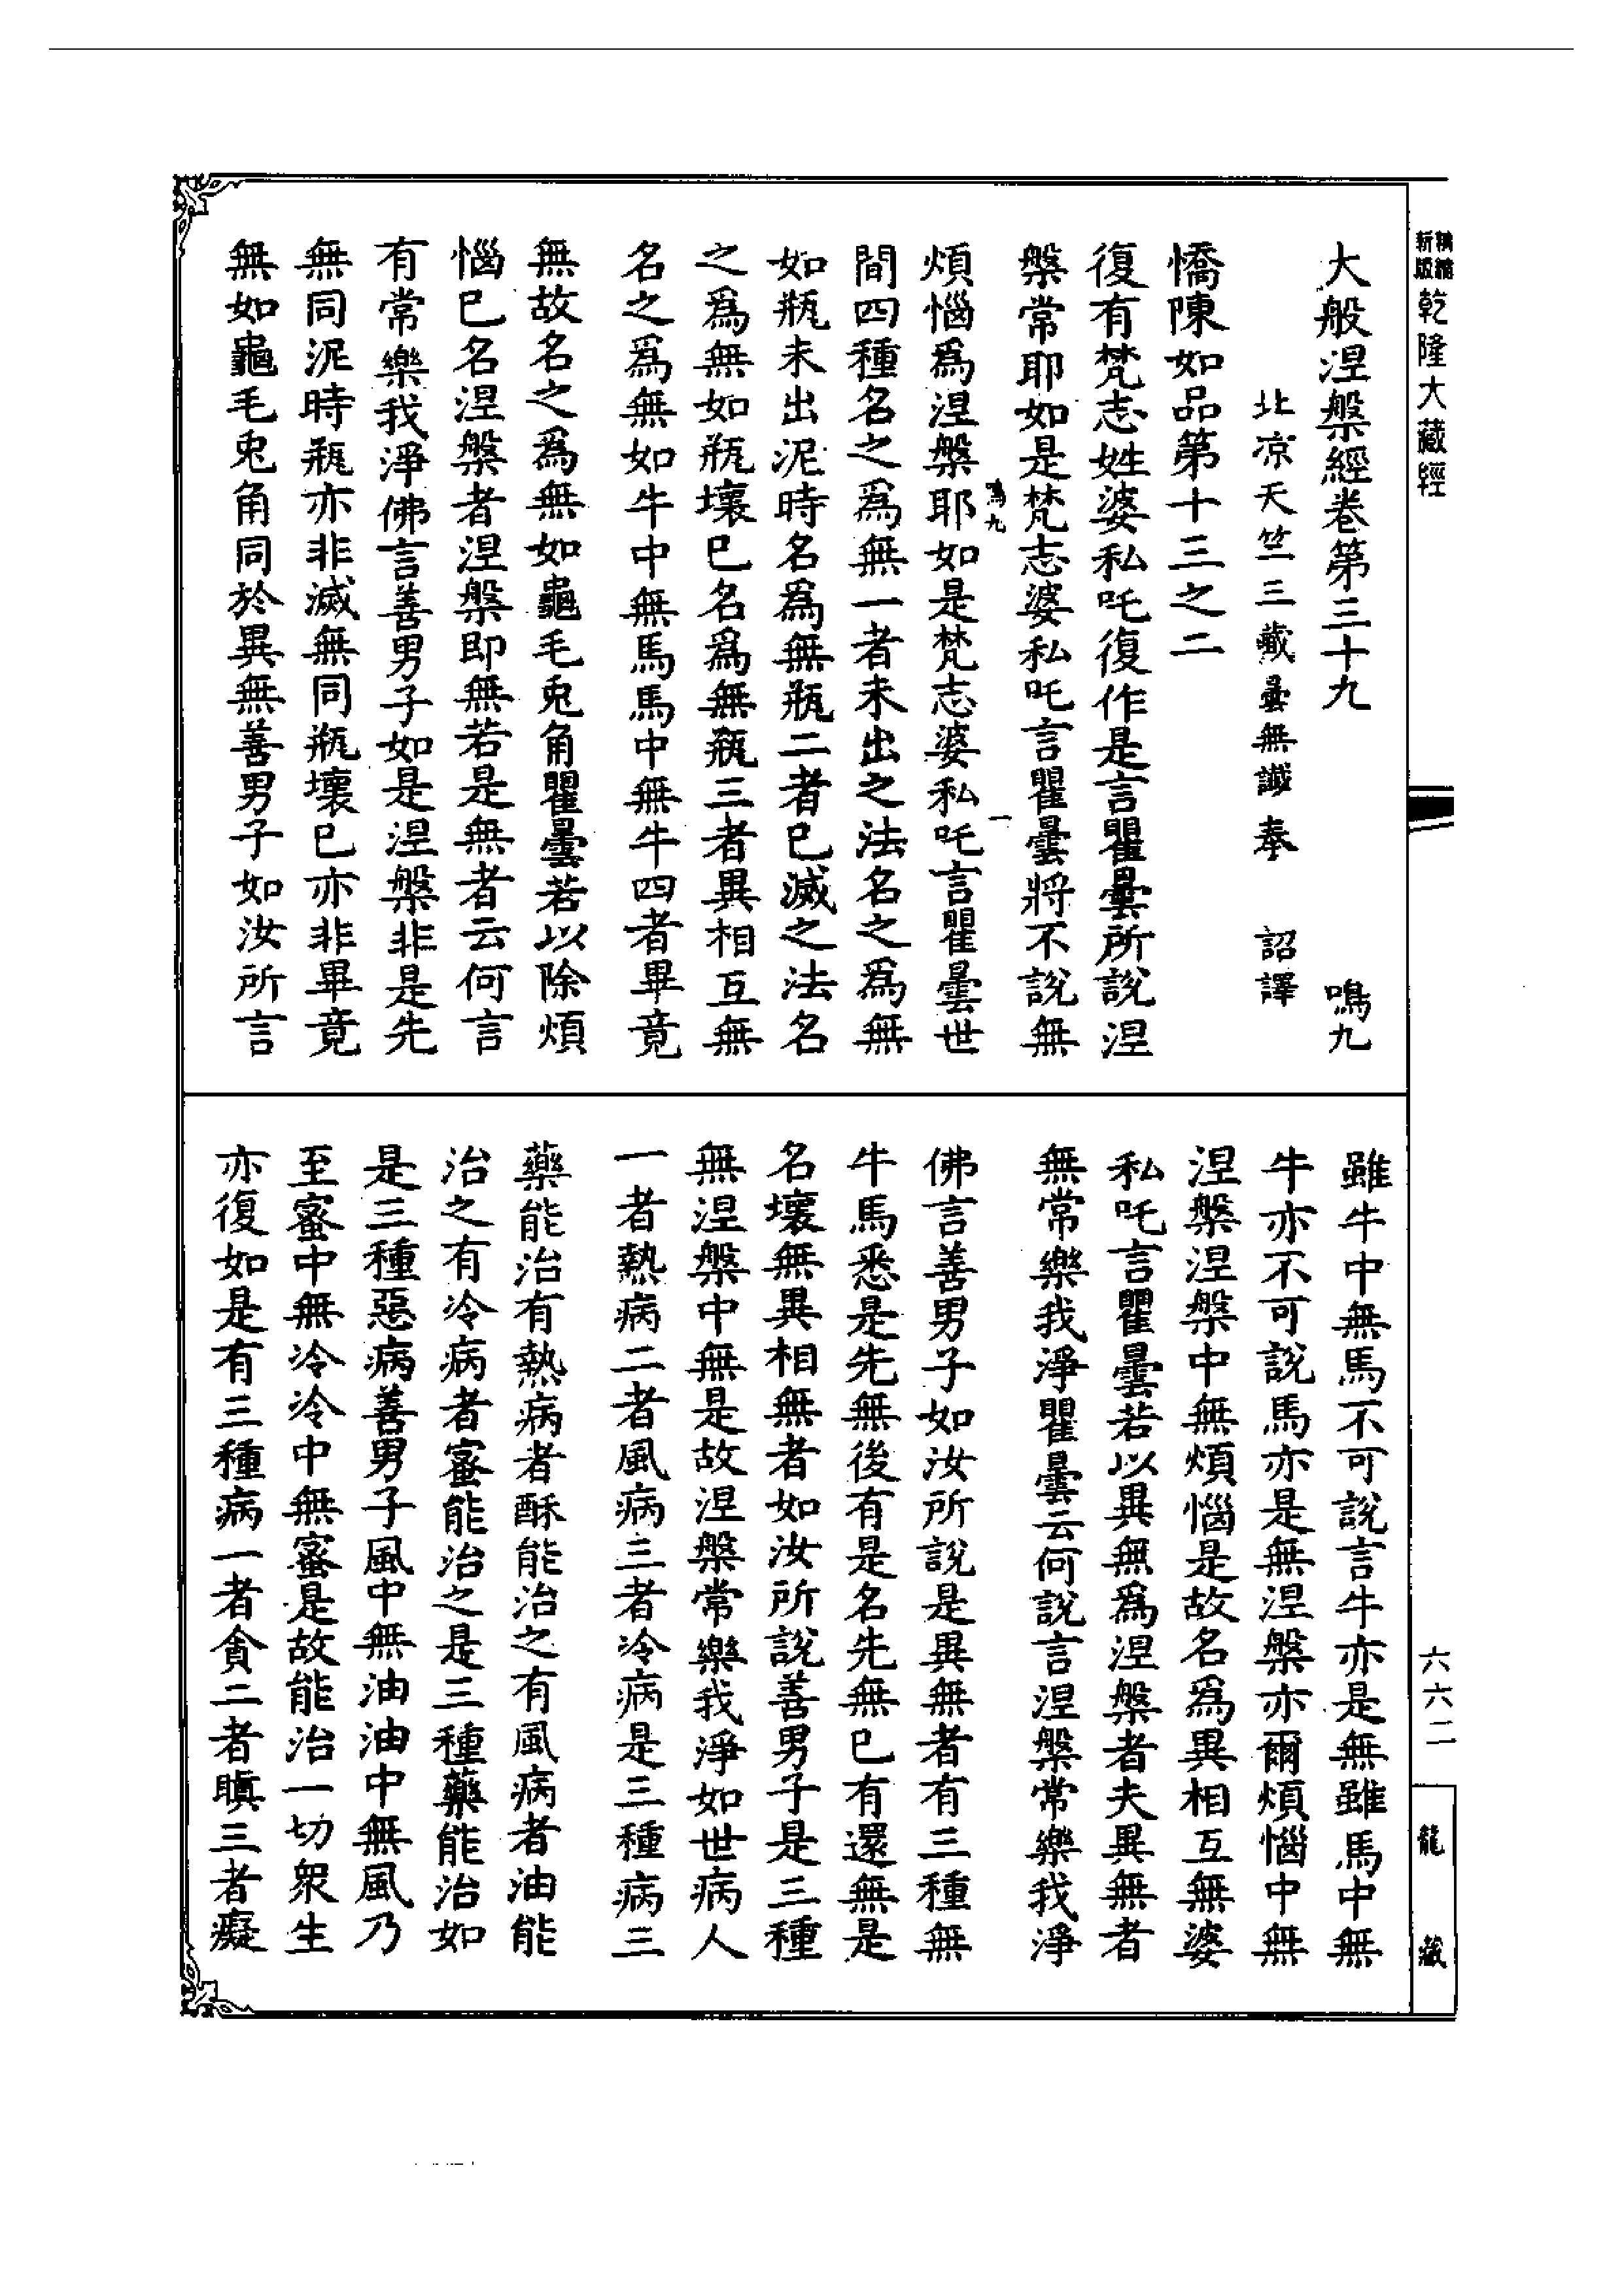 精縮新版 乾隆大藏經
大般涅槃經卷第三十九 鳴九
北凉天竺三藏曇無讖奉 詔譯
憍陳如品第十三之二
復有梵志姓婆私吒復作是言瞿曇所說涅
槃常耶如是梵志婆私吒言瞿曇將不說無
鳴九 一
煩惱爲涅槃耶如是梵志婆私吒言瞿曇世
間四種名之爲無一者未出之法名之爲無
如瓶未出泥時名爲無瓶二者已滅之法名
之爲無如瓶壞已名爲無瓶三者異相互無
名之爲無如牛中無馬馬中無牛四者畢竟
無故名之爲無如龜毛兎角瞿曇若以除煩
惱已名涅槃者涅槃即無若是無者云何言
有常樂我淨佛言善男子如是涅槃非是先
無同泥時瓶亦非滅無同瓶壞已亦非畢竟
無如龜毛兎角同於異無善男子如汝所言
雖牛中無馬不可說言牛亦是無雖馬中無
牛亦不可說馬亦是無涅槃亦爾煩惱中無
涅槃涅槃中無煩惱是故名爲異相互無婆
私吒言瞿曇若以異無爲涅槃者夫異無者
無常樂我淨瞿曇云何說言涅槃常樂我淨
佛言善男子如汝所說是異無者有三種無
牛馬悉是先無後有是名先無已有還無是
名壞無異相無者如汝所說善男子是三種
無涅槃中無是故涅槃常樂我淨如世病人
一者熱病二者風病三者冷病是三種病三
藥能治有熱病者酥能治之有風病者油能
治之有冷病者蜜能治之是三種藥能治如
是三種惡病善男子風中無油油中無風乃
至蜜中無冷冷中無蜜是故能治一切衆生
亦復如是有三種病一者貪二者瞋三者癡
六六二
龍藏